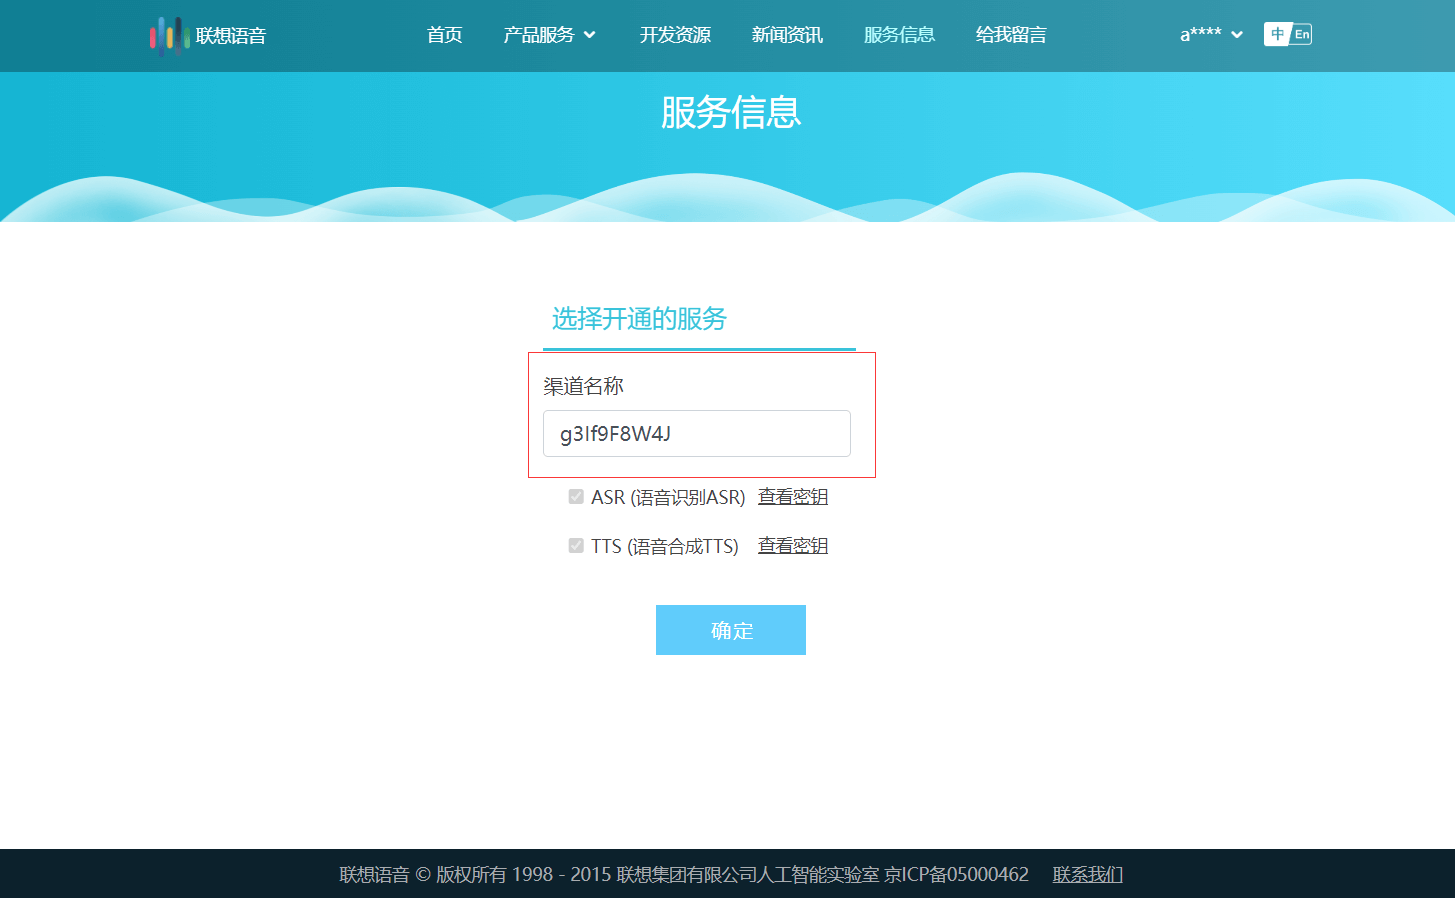 联想语音
首页
产品服务
开发资源
新闻资讯
服务信息
给我留言
a****
中
En
服务信息
选择开通的服务
渠道名称
g3If9F8W4J
ASR (语音识别ASR) 查看密钥
TTS (语音合成TTS) 查看密钥
确定
联想语音 © 版权所有 1998 - 2015 联想集团有限公司人工智能实验室 京ICP备05000462 联系我们